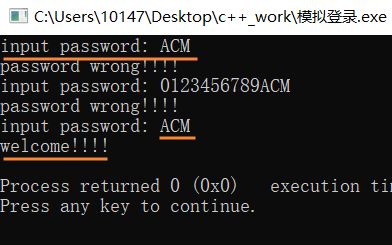 C:\Users\10147\Desktop\c++_work\模拟登录.exe
input password: ACM
password wrong!!!!
input password: 0123456789ACM
password wrong!!!!
input password: ACM
welcome!!!!
Process returned 0 (0x0)   execution ti
Press any key to continue.